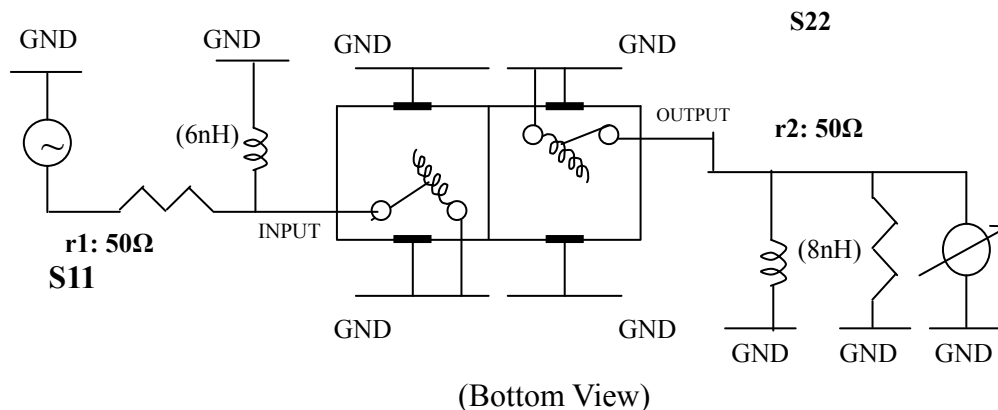 S22
GND
GND
GND
GND
(6nH)
OUTPUT
r2: 50Ω
INPUT
r1: 50Ω
S11
(8nH)
GND
GND
GND
GND
GND
(Bottom View)